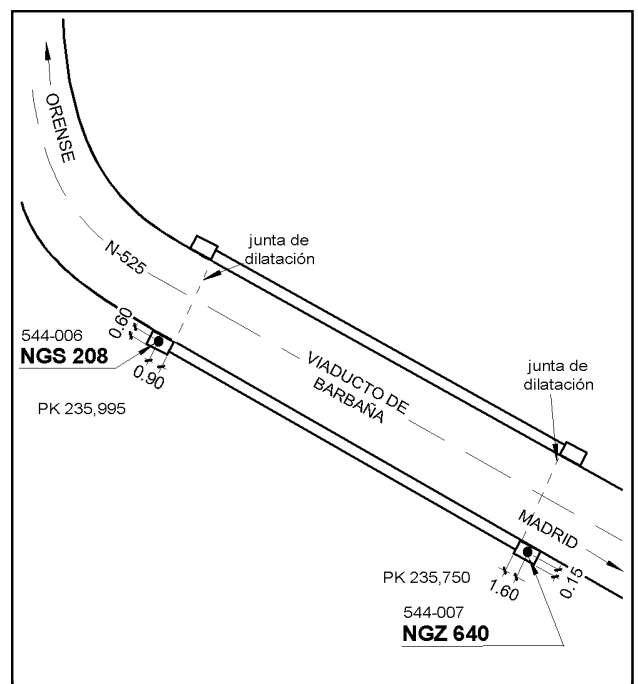 ORENSE
N-525
junta de
dilatación
544-006
NGS 208
0.60
0.90
PK 235,995
VIADUCTO DE
BARBAÑA
junta de
dilatación
MADRID
PK 235,750
1.60
0.15
544-007
NGZ 640